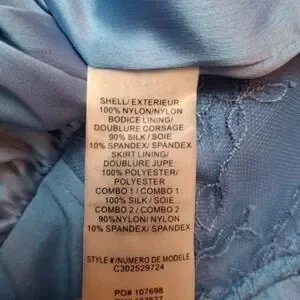 SHELL/ EXTERIEUR
100% NYLON/NYLON
BODICE LINING/
DOUBLURE CORSAGE
90% SILK / SOIE
10% SPANDEX/ SPANDEX
SKIRT LINING/
DOUBLURE JUPE:
100% POLYESTER/
POLYESTER
COMBO 1 / COMBO 1
100% SILK / SOIE
COMBO 2 / COMBO 2
90%NYLON/ NYLON
10% SPANDEX/ SPANDEX
STYLE #/NUMERO DE MODELE
C302529724
PO# 107698